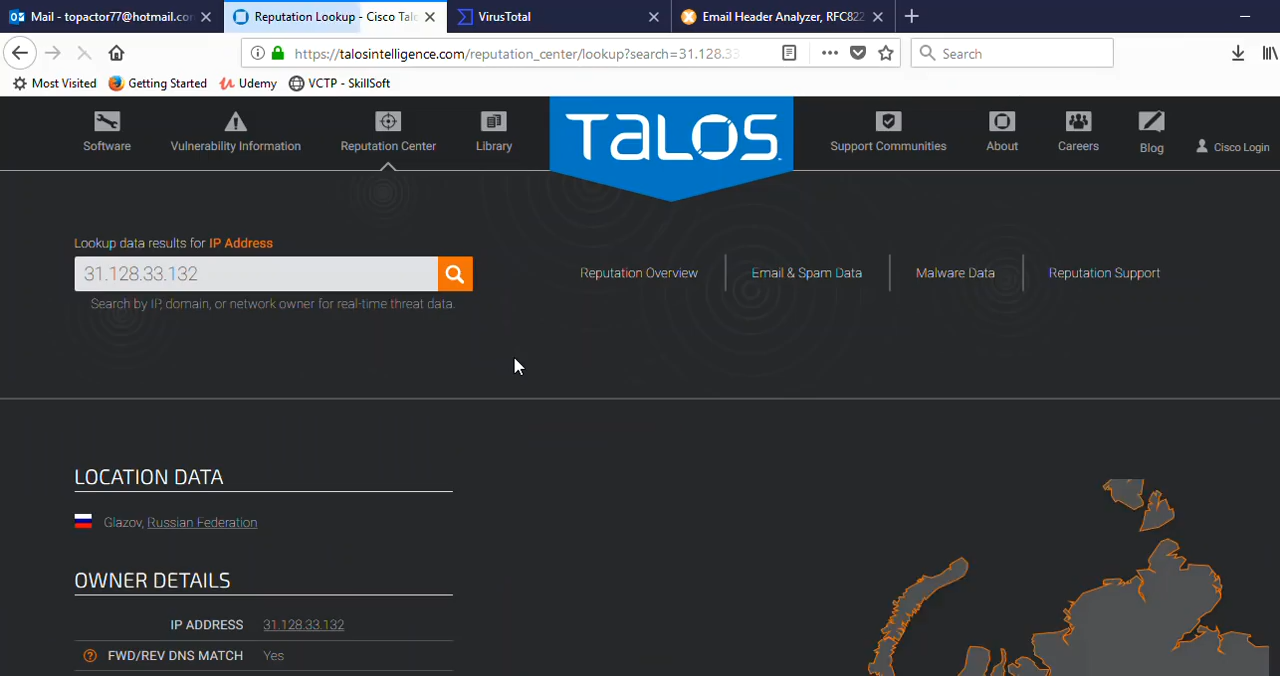 Mail - topactor77@hotmail.co
Reputation Lookup - Cisco Tal
VirusTotal
Email Header Analyzer, RFC822
https://talosintelligence.com/reputation_center/lookup?search=31.128.33
Search
Most Visited
Getting Started
Udemy
VCTP - SkillSoft
Software
Vulnerability Information
Reputation Center
Library
TALOS
Support Communities
About
Careers
Blog
Cisco Login
Lookup data results for IP Address
31.128.33.132
Search by IP, domain, or network owner for real-time threat data.
Reputation Overview
Email & Spam Data
Malware Data
Reputation Support
LOCATION DATA
Glazov, Russian Federation
OWNER DETAILS
IP ADDRESS 31.128.33.132
FWD/REV DNS MATCH Yes